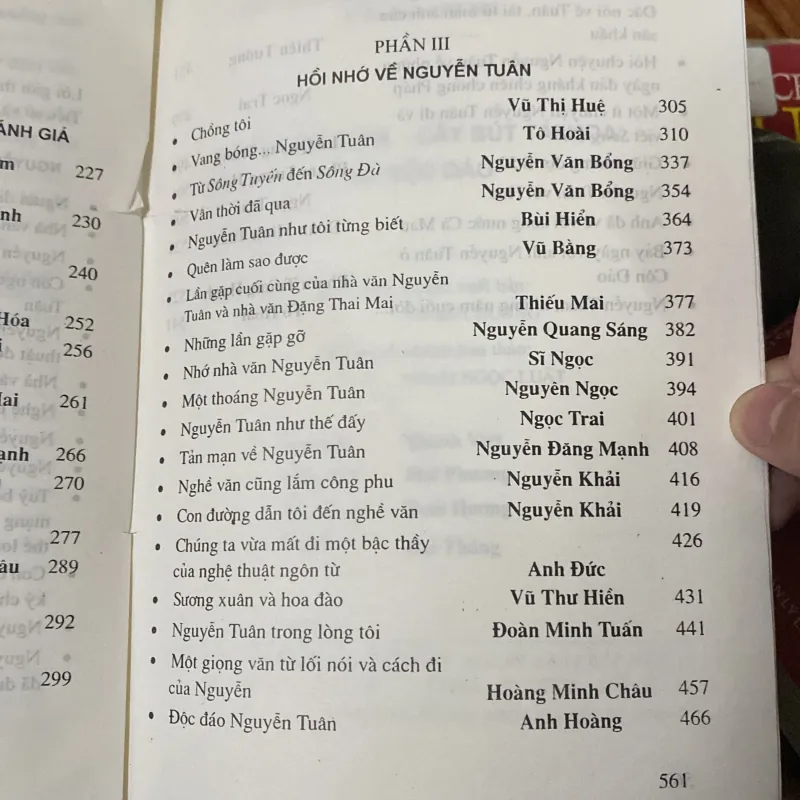 PHẦN III
HỒI NHỚ VỀ NGUYỄN TUÂN
• Chồng tôi Vũ Thị Huệ 305
• Vang bóng... Nguyễn Tuân Tô Hoài 310
• Từ Sông Tuyến đến Sông Đà Nguyễn Văn Bổng 337
• Vân thời đã qua Nguyễn Văn Bổng 354
• Nguyễn Tuân như tôi từng biết Bùi Hiển 364
• Quên làm sao được Vũ Bằng 373
• Lần gặp cuối cùng của nhà văn Nguyễn
Tuân và nhà văn Đặng Thai Mai Thiếu Mai 377
• Những lần gặp gỡ Nguyễn Quang Sáng 382
• Nhớ nhà văn Nguyễn Tuân Sĩ Ngọc 391
• Một thoáng Nguyễn Tuân Nguyên Ngọc 394
• Nguyễn Tuân như thế đấy Ngọc Trai 401
• Tản mạn về Nguyễn Tuân Nguyễn Đăng Mạnh 408
• Nghề văn cũng lắm công phu Nguyễn Khải 416
• Con đường dẫn tôi đến nghề văn Nguyễn Khải 419
• Chúng ta vừa mất đi một bậc thầy 426
của nghệ thuật ngôn từ Anh Đức
• Sương xuân và hoa đào Vũ Thư Hiên 431
• Nguyễn Tuân trong lòng tôi Đoàn Minh Tuấn 441
• Một giọng văn từ lối nói và cách đi
của Nguyễn Hoàng Minh Châu 457
• Độc đáo Nguyễn Tuân Anh Hoàng 466
561
ÁNH GIÁ
227
230
240
Hóa 252
256
261
266
270
277
289
292
299